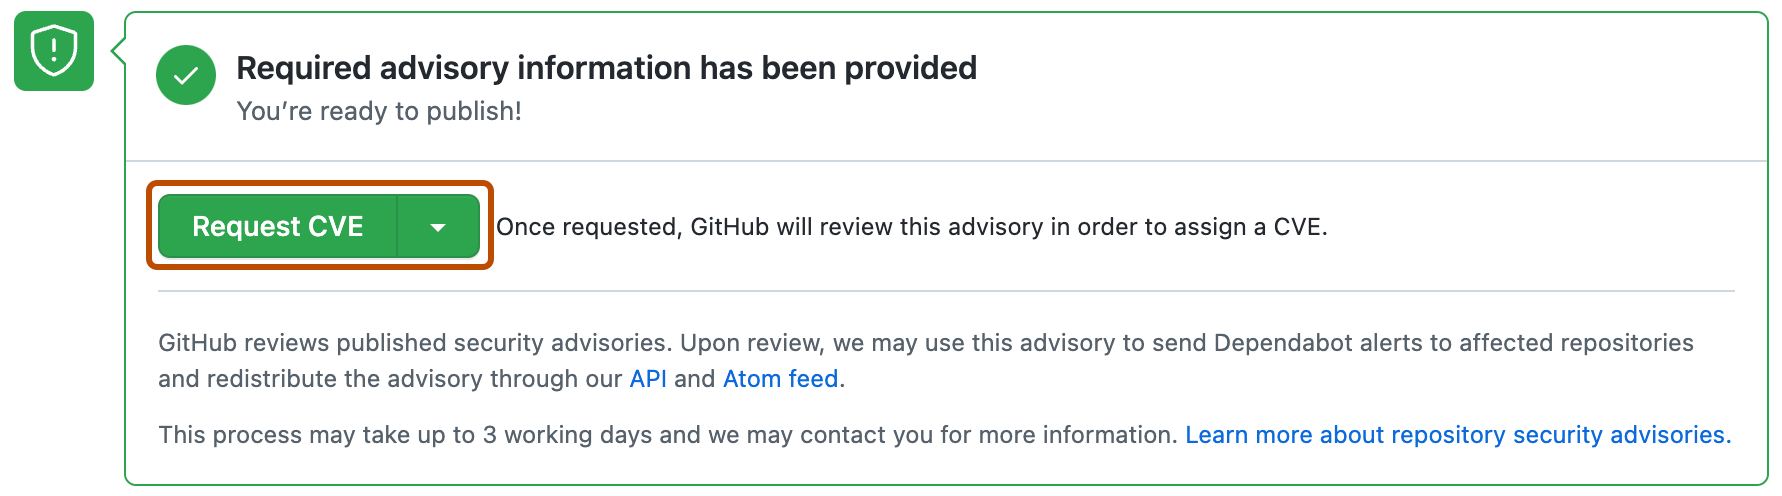 Required advisory information has been provided
You’re ready to publish!
Request CVE
Once requested, GitHub will review this advisory in order to assign a CVE.
GitHub reviews published security advisories. Upon review, we may use this advisory to send Dependabot alerts to affected repositories
and redistribute the advisory through our API and Atom feed.
This process may take up to 3 working days and we may contact you for more information. Learn more about repository security advisories.